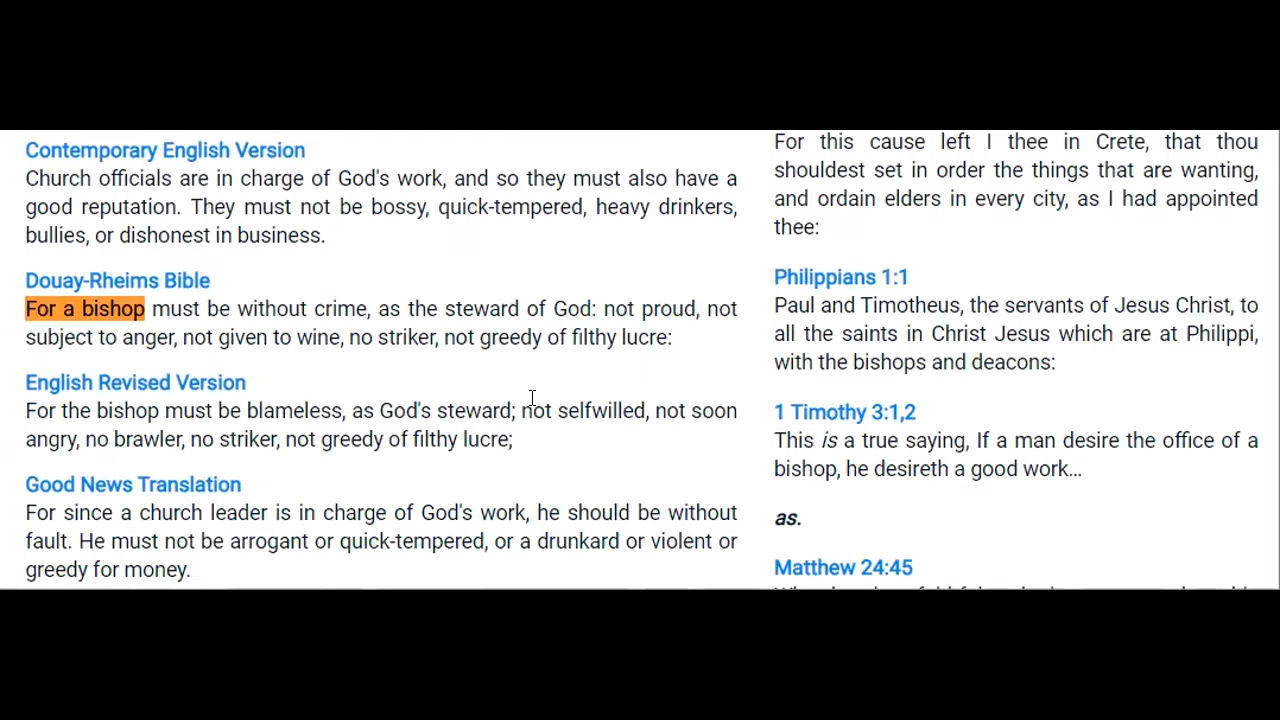 Contemporary English Version
Church officials are in charge of God's work, and so they must also have a
good reputation. They must not be bossy, quick-tempered, heavy drinkers,
bullies, or dishonest in business.
Douay-Rheims Bible
For a bishop must be without crime, as the steward of God: not proud, not
subject to anger, not given to wine, no striker, not greedy of filthy lucre:
English Revised Version
For the bishop must be blameless, as God's steward; not selfwilled, not soon
angry, no brawler, no striker, not greedy of filthy lucre;
Good News Translation
For since a church leader is in charge of God's work, he should be without
fault. He must not be arrogant or quick-tempered, or a drunkard or violent or
greedy for money.
For this cause left I thee in Crete, that thou
shouldest set in order the things that are wanting,
and ordain elders in every city, as I had appointed
thee:
Philippians 1:1
Paul and Timotheus, the servants of Jesus Christ, to
all the saints in Christ Jesus which are at Philippi,
with the bishops and deacons:
1 Timothy 3:1,2
This is a true saying, If a man desire the office of a
bishop, he desireth a good work…
as.
Matthew 24:45